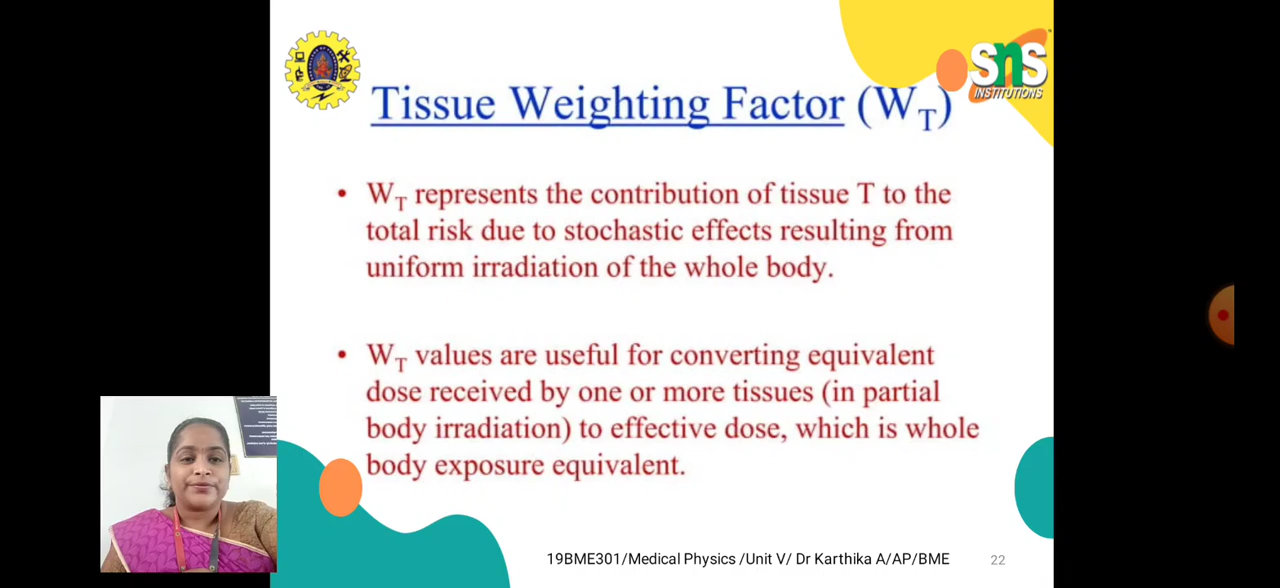 SnS
INSTITUTIONS
Tissue Weighting Factor (WT)
• WT represents the contribution of tissue T to the
total risk due to stochastic effects resulting from
uniform irradiation of the whole body.
• WT values are useful for converting equivalent
dose received by one or more tissues (in partial
body irradiation) to effective dose, which is whole
body exposure equivalent.
19BME301/Medical Physics /Unit V/ Dr Karthika A/AP/BME
22